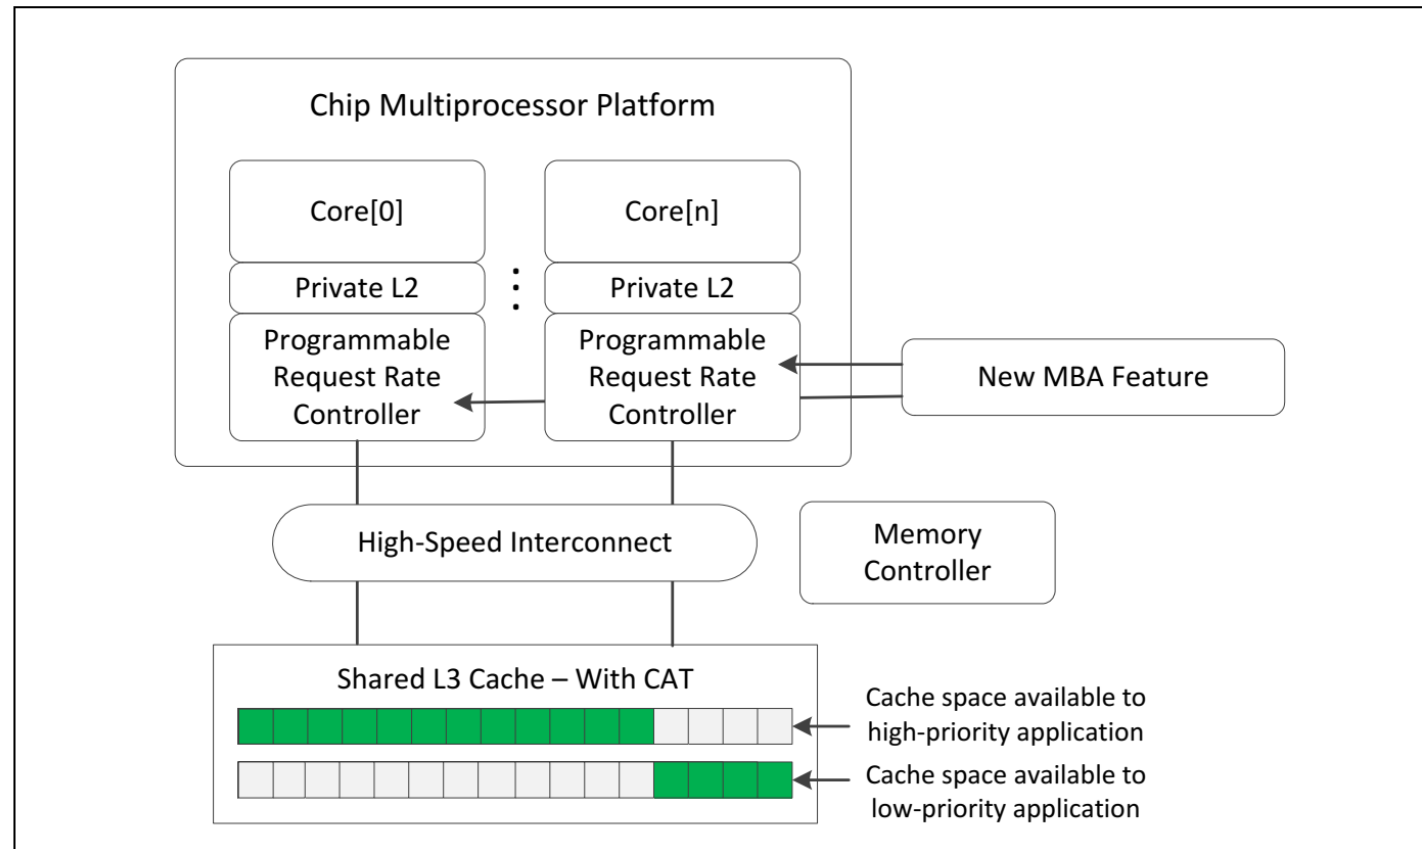 Chip Multiprocessor Platform
Core[0]
Core[n]
Private L2
Private L2
Programmable
Request Rate
Controller
Programmable
Request Rate
Controller
New MBA Feature
High-Speed Interconnect
Memory
Controller
Shared L3 Cache – With CAT
Cache space available to
high-priority application
Cache space available to
low-priority application